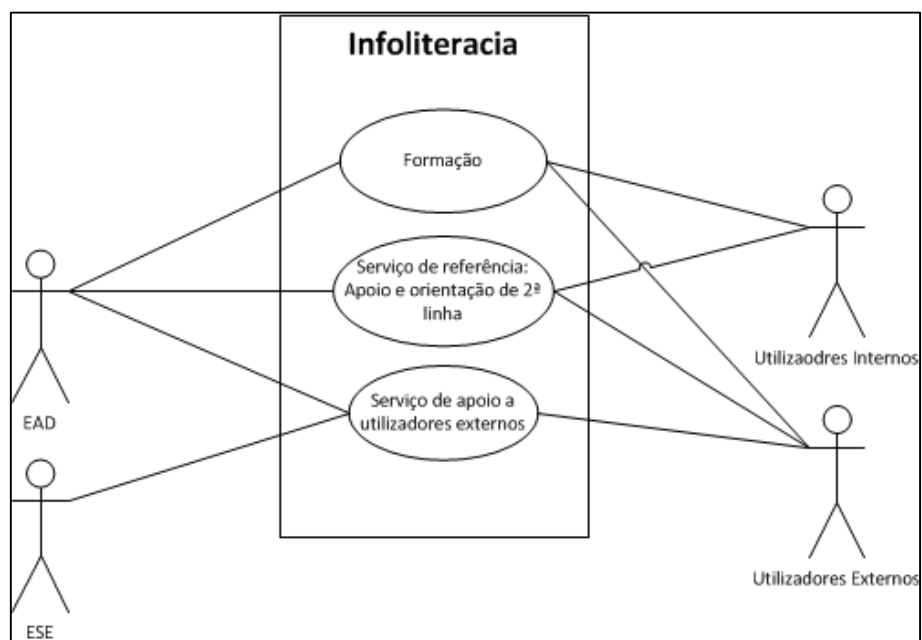 Infoliteracia
Formação
Serviço de referência:
Apoio e orientação de 2ª
linha
Serviço de apoio a
utilizadores externos
EAD
ESE
Utilizaodres Internos
Utilizadores Externos